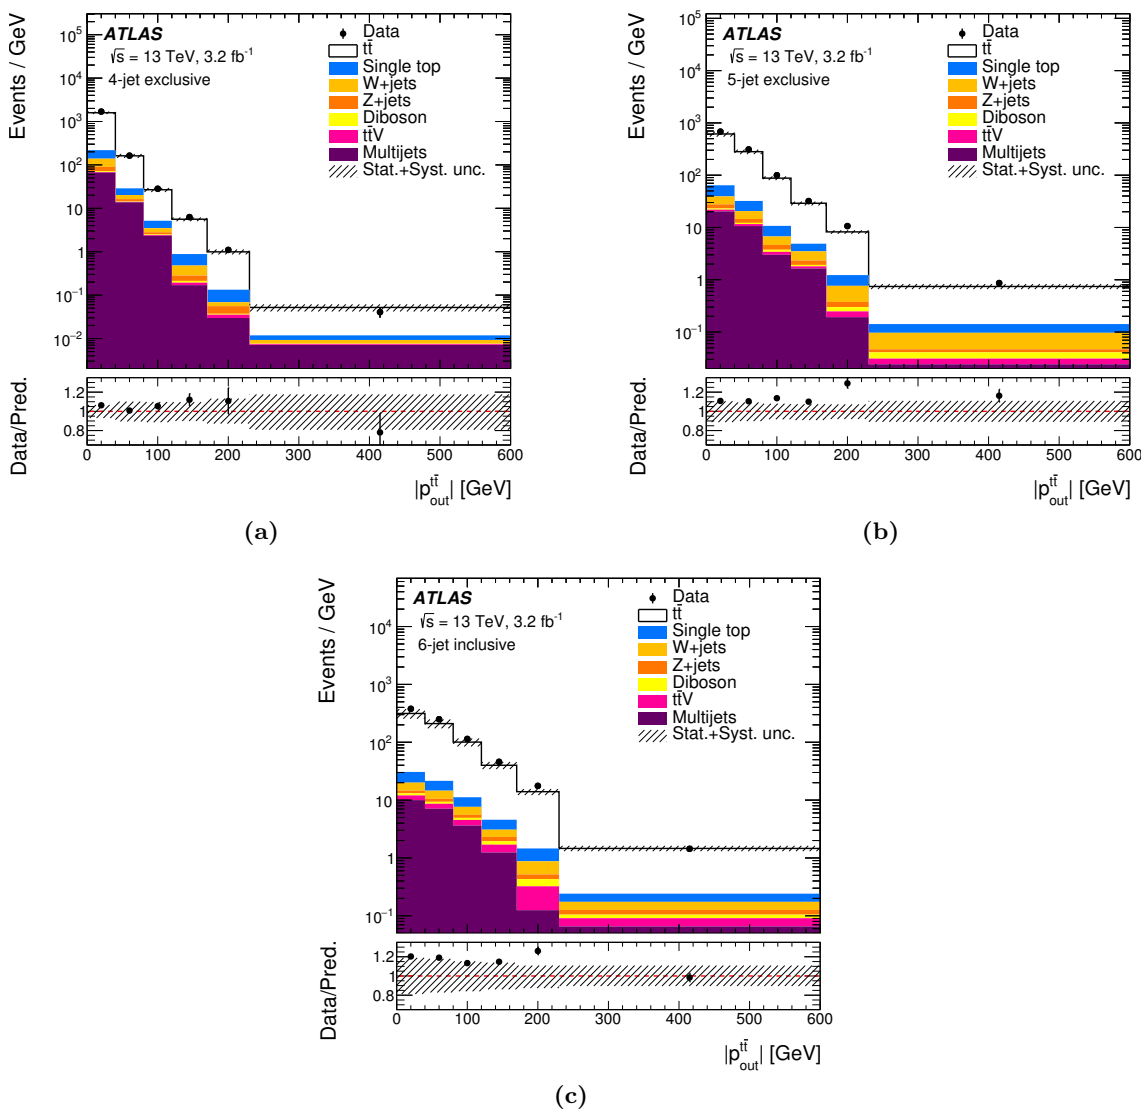 Events / GeV
10⁵
10⁴
10³
10²
10
1
10⁻¹
10⁻²
ATLAS
√s = 13 TeV, 3.2 fb⁻¹
4-jet exclusive
Data
tt̄
Single top
W+jets
Z+jets
Diboson
tt̄V
Multijets
Stat.+Syst. unc.
Data/Pred.
1.2
1
0.8
0 100 200 300 400 500 600
|p_out^tt̄| [GeV]
(a)
Events / GeV
10⁵
10⁴
10³
10²
10
1
10⁻¹
ATLAS
√s = 13 TeV, 3.2 fb⁻¹
5-jet exclusive
Data
tt̄
Single top
W+jets
Z+jets
Diboson
tt̄V
Multijets
Stat.+Syst. unc.
Data/Pred.
1.2
1
0.8
0 100 200 300 400 500 600
|p_out^tt̄| [GeV]
(b)
Events / GeV
10⁴
10³
10²
10
1
10⁻¹
ATLAS
√s = 13 TeV, 3.2 fb⁻¹
6-jet inclusive
Data
tt̄
Single top
W+jets
Z+jets
Diboson
tt̄V
Multijets
Stat.+Syst. unc.
Data/Pred.
1.2
1
0.8
0 100 200 300 400 500 600
|p_out^tt̄| [GeV]
(c)